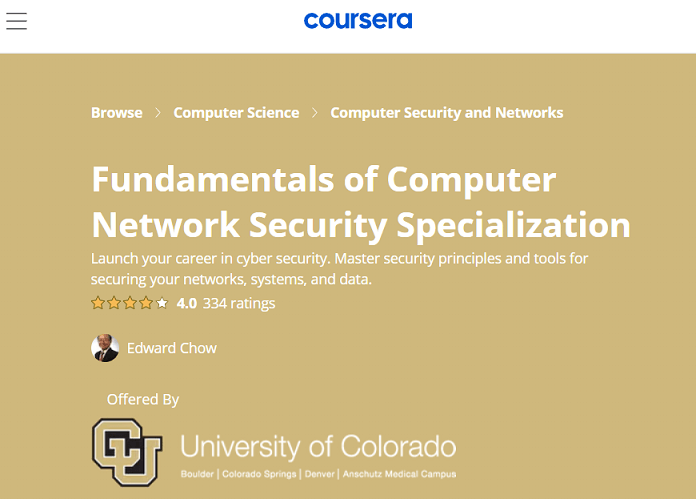 coursera
Browse > Computer Science > Computer Security and Networks
Fundamentals of Computer
Network Security Specialization
Launch your career in cyber security. Master security principles and tools for
securing your networks, systems, and data.
4.0 334 ratings
Edward Chow
Offered By
CU University of Colorado
Boulder | Colorado Springs | Denver | Anschutz Medical Campus